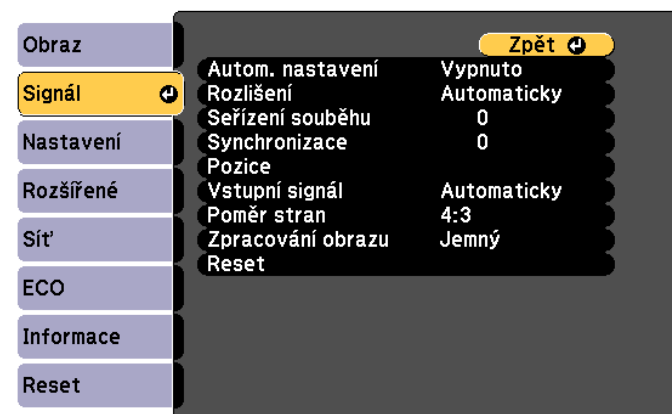 Obraz
Signál
Nastavení
Rozšířené
Síť
ECO
Informace
Reset
Zpět
Autom. nastavení Vypnuto
Rozlišení Automaticky
Seřízení souběhu 0
Synchronizace 0
Pozice
Vstupní signál Automaticky
Poměr stran 4:3
Zpracování obrazu Jemný
Reset